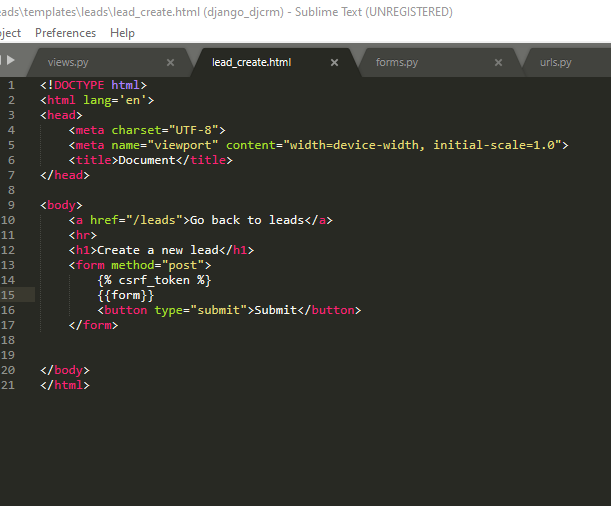 eads\templates\leads\lead_create.html (django_djcrm) - Sublime Text (UNREGISTERED)
oject Preferences Help
views.py × lead_create.html × forms.py × urls.py
1 <!DOCTYPE html>
2 <html lang='en'>
3 <head>
4     <meta charset="UTF-8">
5     <meta name="viewport" content="width=device-width, initial-scale=1.0">
6     <title>Document</title>
7 </head>
8
9 <body>
10     <a href="/leads">Go back to leads</a>
11     <hr>
12     <h1>Create a new lead</h1>
13     <form method="post">
14         {% csrf_token %}
15         {{form}}
16         <button type="submit">Submit</button>
17     </form>
18
19
20 </body>
21 </html>